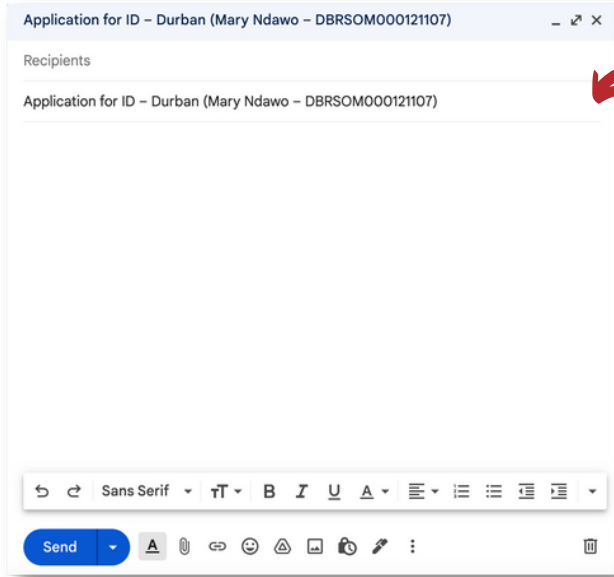 Application for ID – Durban (Mary Ndawo – DBRSOM000121107)
Recipients
Application for ID – Durban (Mary Ndawo – DBRSOM000121107)
Sans Serif
B I U A
Send A